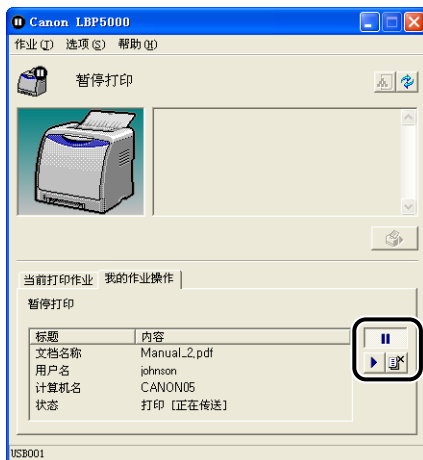 Canon LBP5000
作业(J) 选项(S) 帮助(H)
暂停打印
当前打印作业 我的作业操作
暂停打印
标题 内容
文档名称 Manual_2.pdf
用户名 johnson
计算机名 CANON05
状态 打印 [正在传送]
USB001